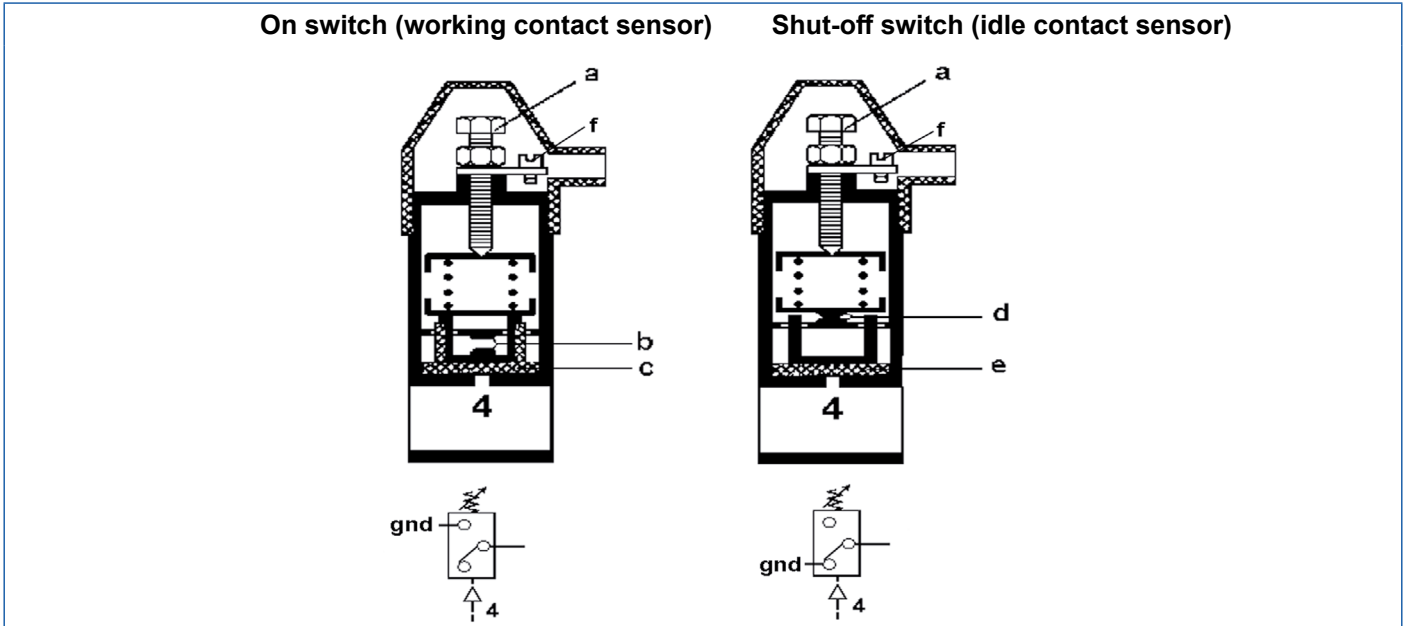 On switch (working contact sensor) Shut-off switch (idle contact sensor)
a
f
b
c
4
gnd
4
a
f
d
e
4
gnd
4